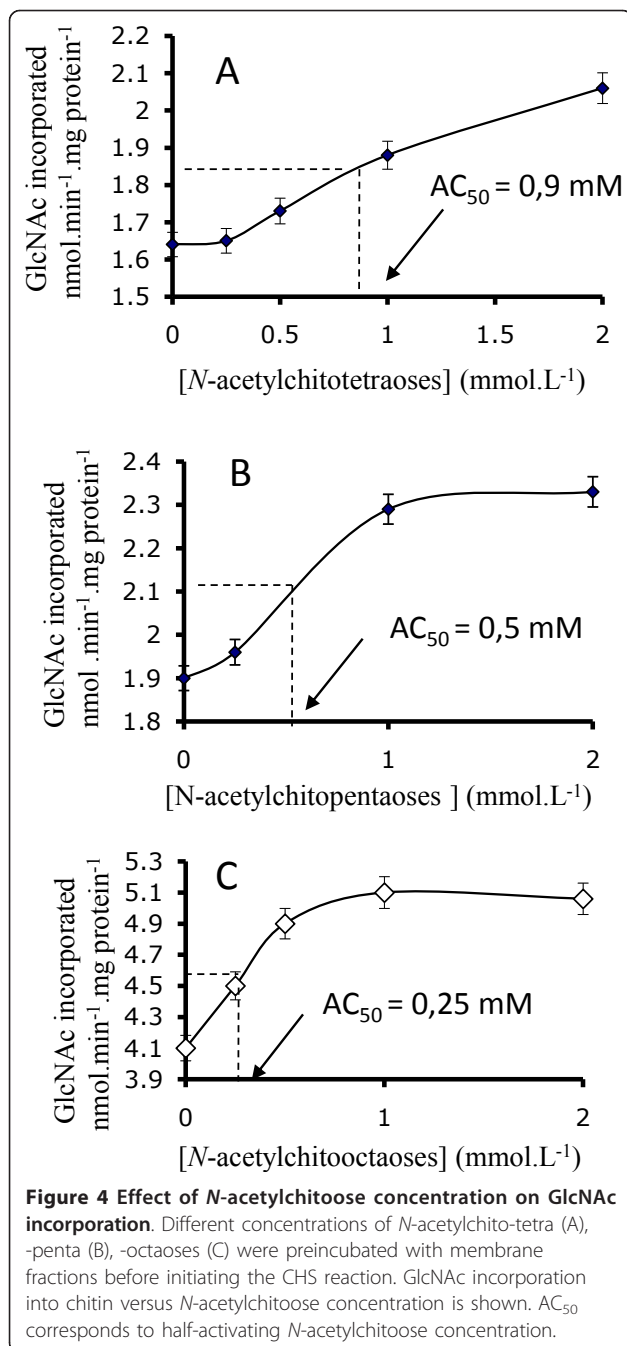 A
2.2
2.1
2
1.9
1.8
1.7
1.6
1.5
GlcNAc incorporated
nmol.min⁻¹.mg protein⁻¹
AC₅₀ = 0,9 mM
0 0.5 1 1.5 2
[N-acetylchitotetraoses] (mmol.L⁻¹)
B
2.4
2.3
2.2
2.1
2
1.9
1.8
GlcNAc incorporated
nmol .min⁻¹.mg protein⁻¹
AC₅₀ = 0,5 mM
0 1 2
[N-acetylchitopentaoses ] (mmol.L⁻¹)
C
5.3
5.1
4.9
4.7
4.5
4.3
4.1
3.9
GlcNAc incorporated
nmol.min⁻¹.mg protein⁻¹
AC₅₀ = 0,25 mM
0 1 2
[N-acetylchitooctaoses] (mmol.L⁻¹)
Figure 4 Effect of N-acetylchitoose concentration on GlcNAc
incorporation. Different concentrations of N-acetylchito-tetra (A),
-penta (B), -octaoses (C) were preincubated with membrane
fractions before initiating the CHS reaction. GlcNAc incorporation
into chitin versus N-acetylchitoose concentration is shown. AC₅₀
corresponds to half-activating N-acetylchitoose concentration.